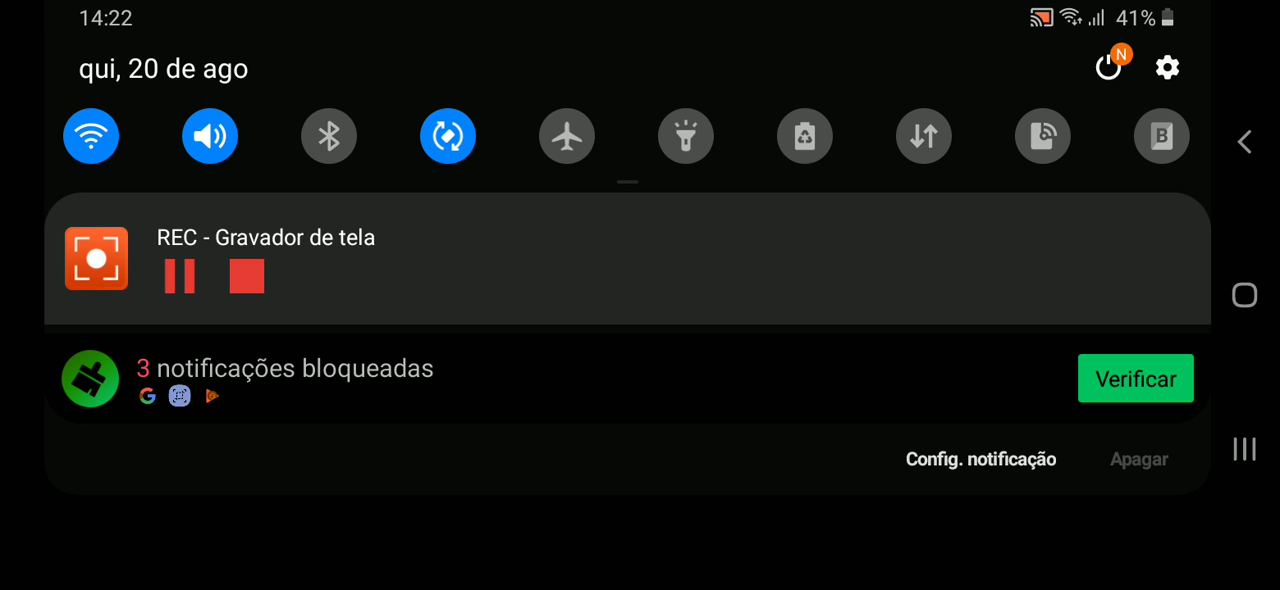 14:22
41%
qui, 20 de ago
N
B
REC - Gravador de tela
3 notificações bloqueadas
Verificar
Config. notificação
Apagar